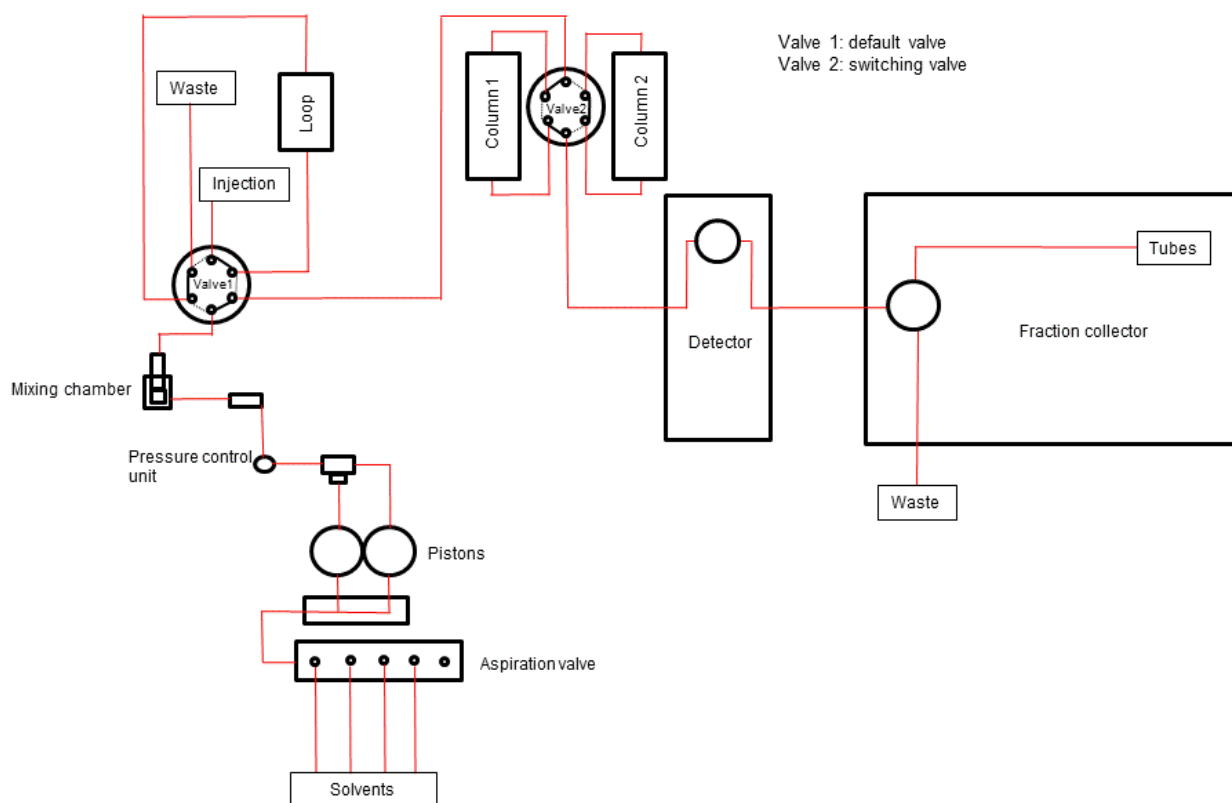 Valve 1: default valve
Valve 2: switching valve
Waste
Loop
Injection
Valve1
Column 1
Valve2
Column 2
Mixing chamber
Pressure control
unit
Pistons
Aspiration valve
Solvents
Detector
Tubes
Fraction collector
Waste